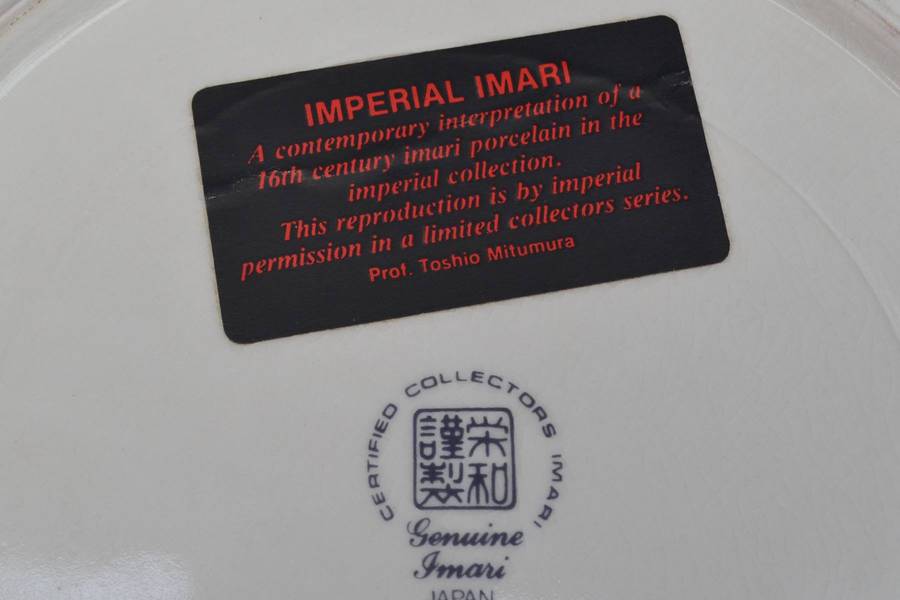 IMPERIAL IMARI
A contemporary interpretation of a
16th century imari porcelain in the
imperial collection.
This reproduction is by imperial
permission in a limited collectors series.
Prof. Toshio Mitumura
CERTIFIED COLLECTORS IMARI
栄和
謹製
Genuine
Imari
JAPAN